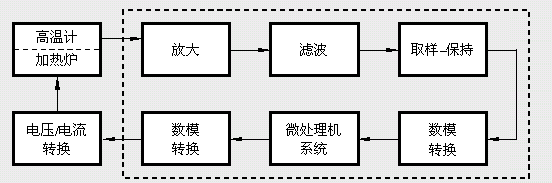 高温计
加热炉
放大
滤波
取样-保持
电压/电流
转换
数模
转换
微处理机
系统
数模
转换